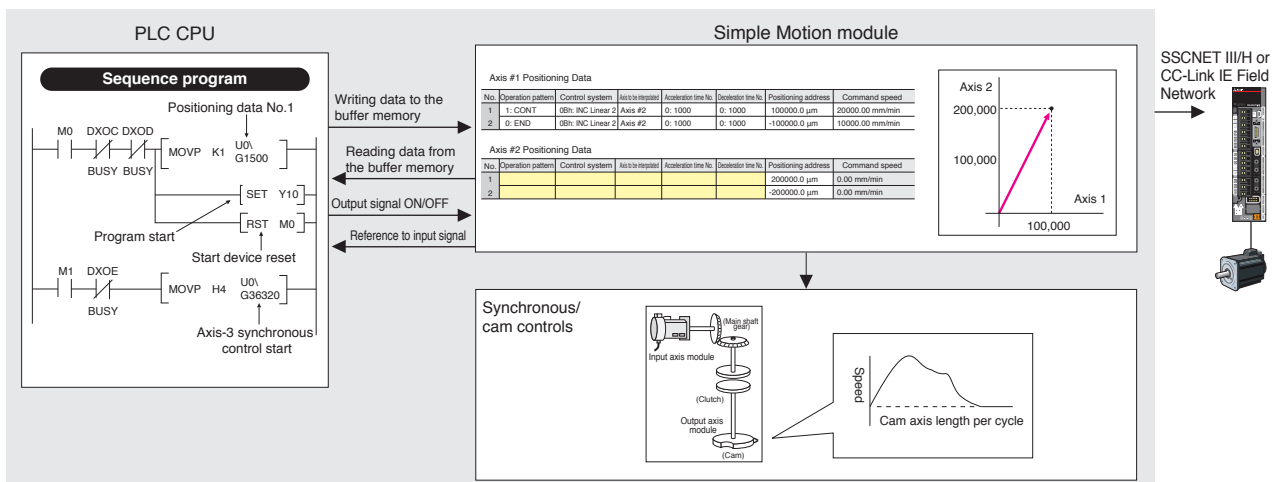 PLC CPU
Sequence program
Positioning data No.1
M0 DXOC DXOD
BUSY BUSY
MOVP K1 U0\
G1500
SET Y10
RST M0
Program start
Start device reset
M1 DXOE
BUSY
MOVP H4 U0\
G36320
Axis-3 synchronous
control start
Writing data to the
buffer memory
Reading data from
the buffer memory
Output signal ON/OFF
Reference to input signal
Simple Motion module
Axis #1 Positioning Data
No. Operation pattern Control system Axis to be interpolated Acceleration time No. Deceleration time No. Positioning address Command speed
1 1: CONT 0Bh: INC Linear 2 Axis #2 0: 1000 0: 1000 100000.0 µm 20000.00 mm/min
2 0: END 0Bh: INC Linear 2 Axis #2 0: 1000 0: 1000 -100000.0 µm 10000.00 mm/min
Axis #2 Positioning Data
No. Operation pattern Control system Axis to be interpolated Acceleration time No. Deceleration time No. Positioning address Command speed
1 200000.0 µm 0.00 mm/min
2 -200000.0 µm 0.00 mm/min
Axis 2
200,000
100,000
Axis 1
100,000
Synchronous/
cam controls
(Main shaft
gear)
Input axis module
(Clutch)
Output axis
module
(Cam)
Speed
Cam axis length per cycle
SSCNET III/H or
CC-Link IE Field
Network